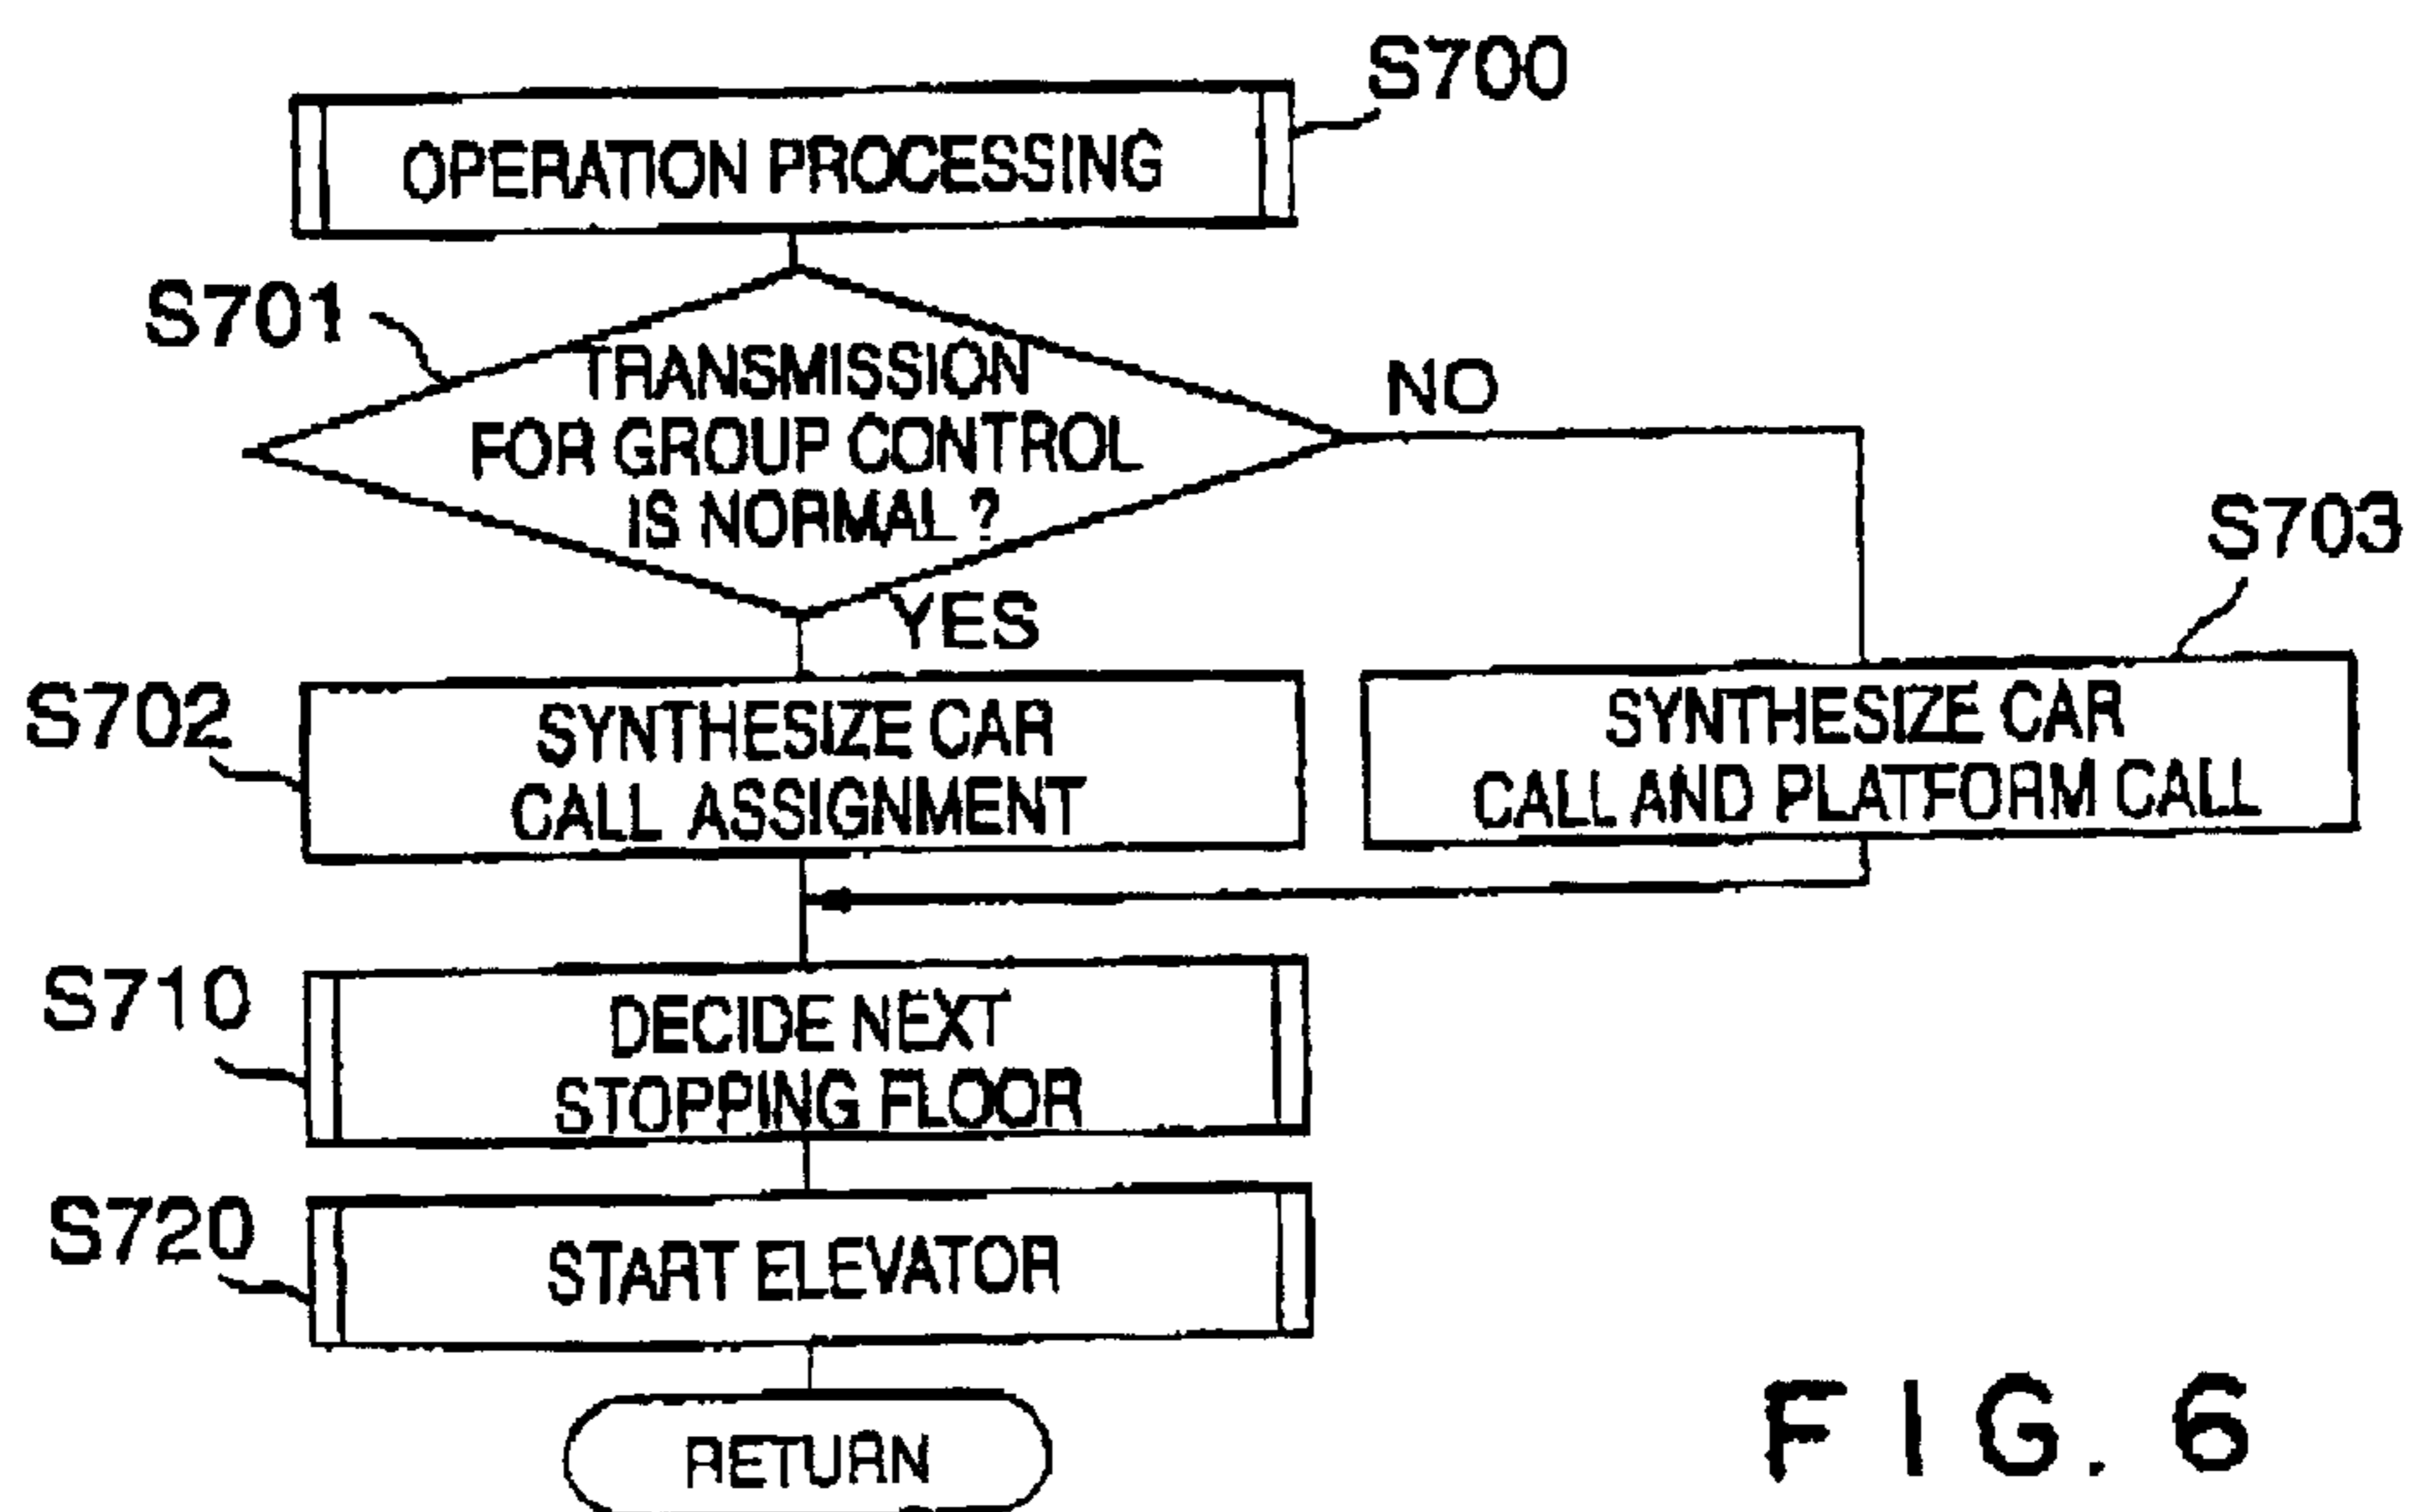 S700
OPERATION PROCESSING
S701
TRANSMISSION
FOR GROUP CONTROL
IS NORMAL ?
NO
YES
S702
SYNTHESIZE CAR
CALL ASSIGNMENT
S703
SYNTHESIZE CAR
CALL AND PLATFORM CALL
S710
DECIDE NEXT
STOPPING FLOOR
S720
START ELEVATOR
RETURN
FIG. 6